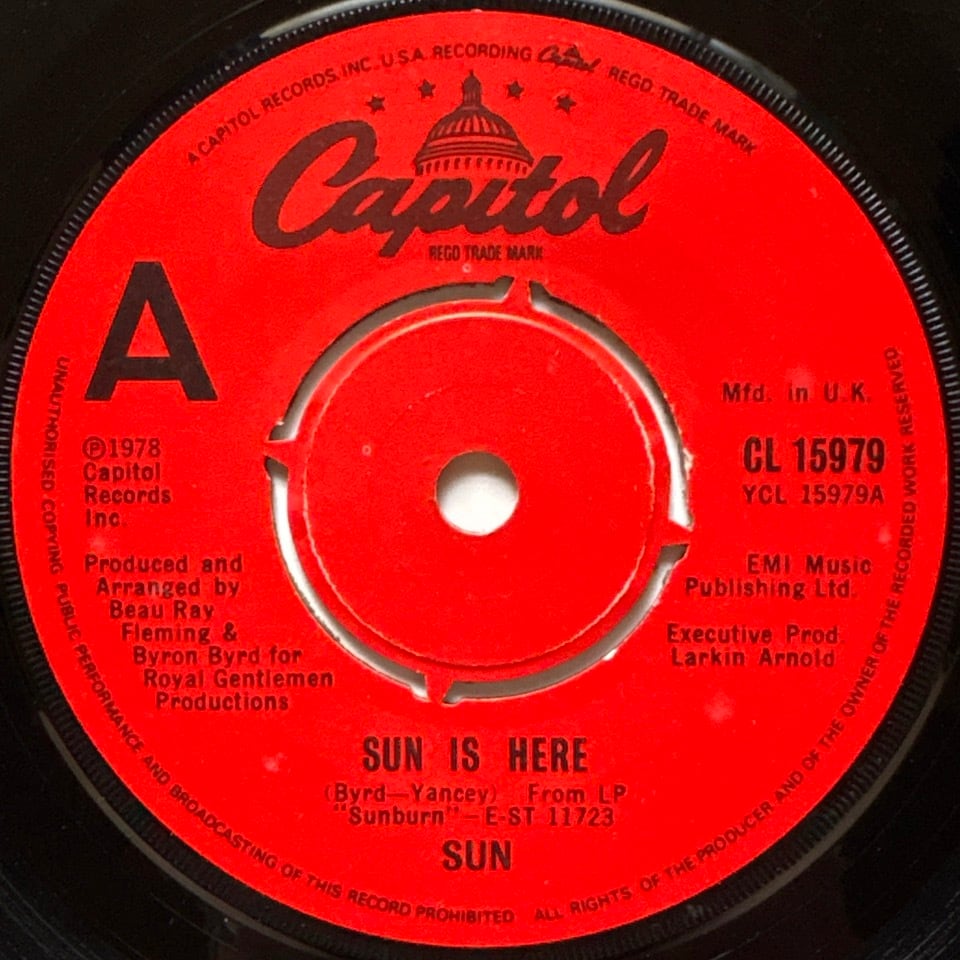 A CAPITOL RECORDS, INC. U.S.A. RECORDING Capitol REGD TRADE MARK
Capitol
REGD TRADE MARK
A
Mfd. in U.K.
℗1978
Capitol
Records
Inc.
CL 15979
YCL 15979A
Produced and
Arranged by
Beau Ray
Fleming &
Byron Byrd for
Royal Gentlemen
Productions
EMI Music
Publishing Ltd.
Executive Prod.
Larkin Arnold
SUN IS HERE
(Byrd—Yancey) From LP
"Sunburn" - E-ST 11723
SUN
UNAUTHORISED COPYING PUBLIC PERFORMANCE AND BROADCASTING OF THIS RECORD PROHIBITED ALL RIGHTS OF THE PRODUCER AND OF THE OWNER OF THE RECORDED WORK RESERVED